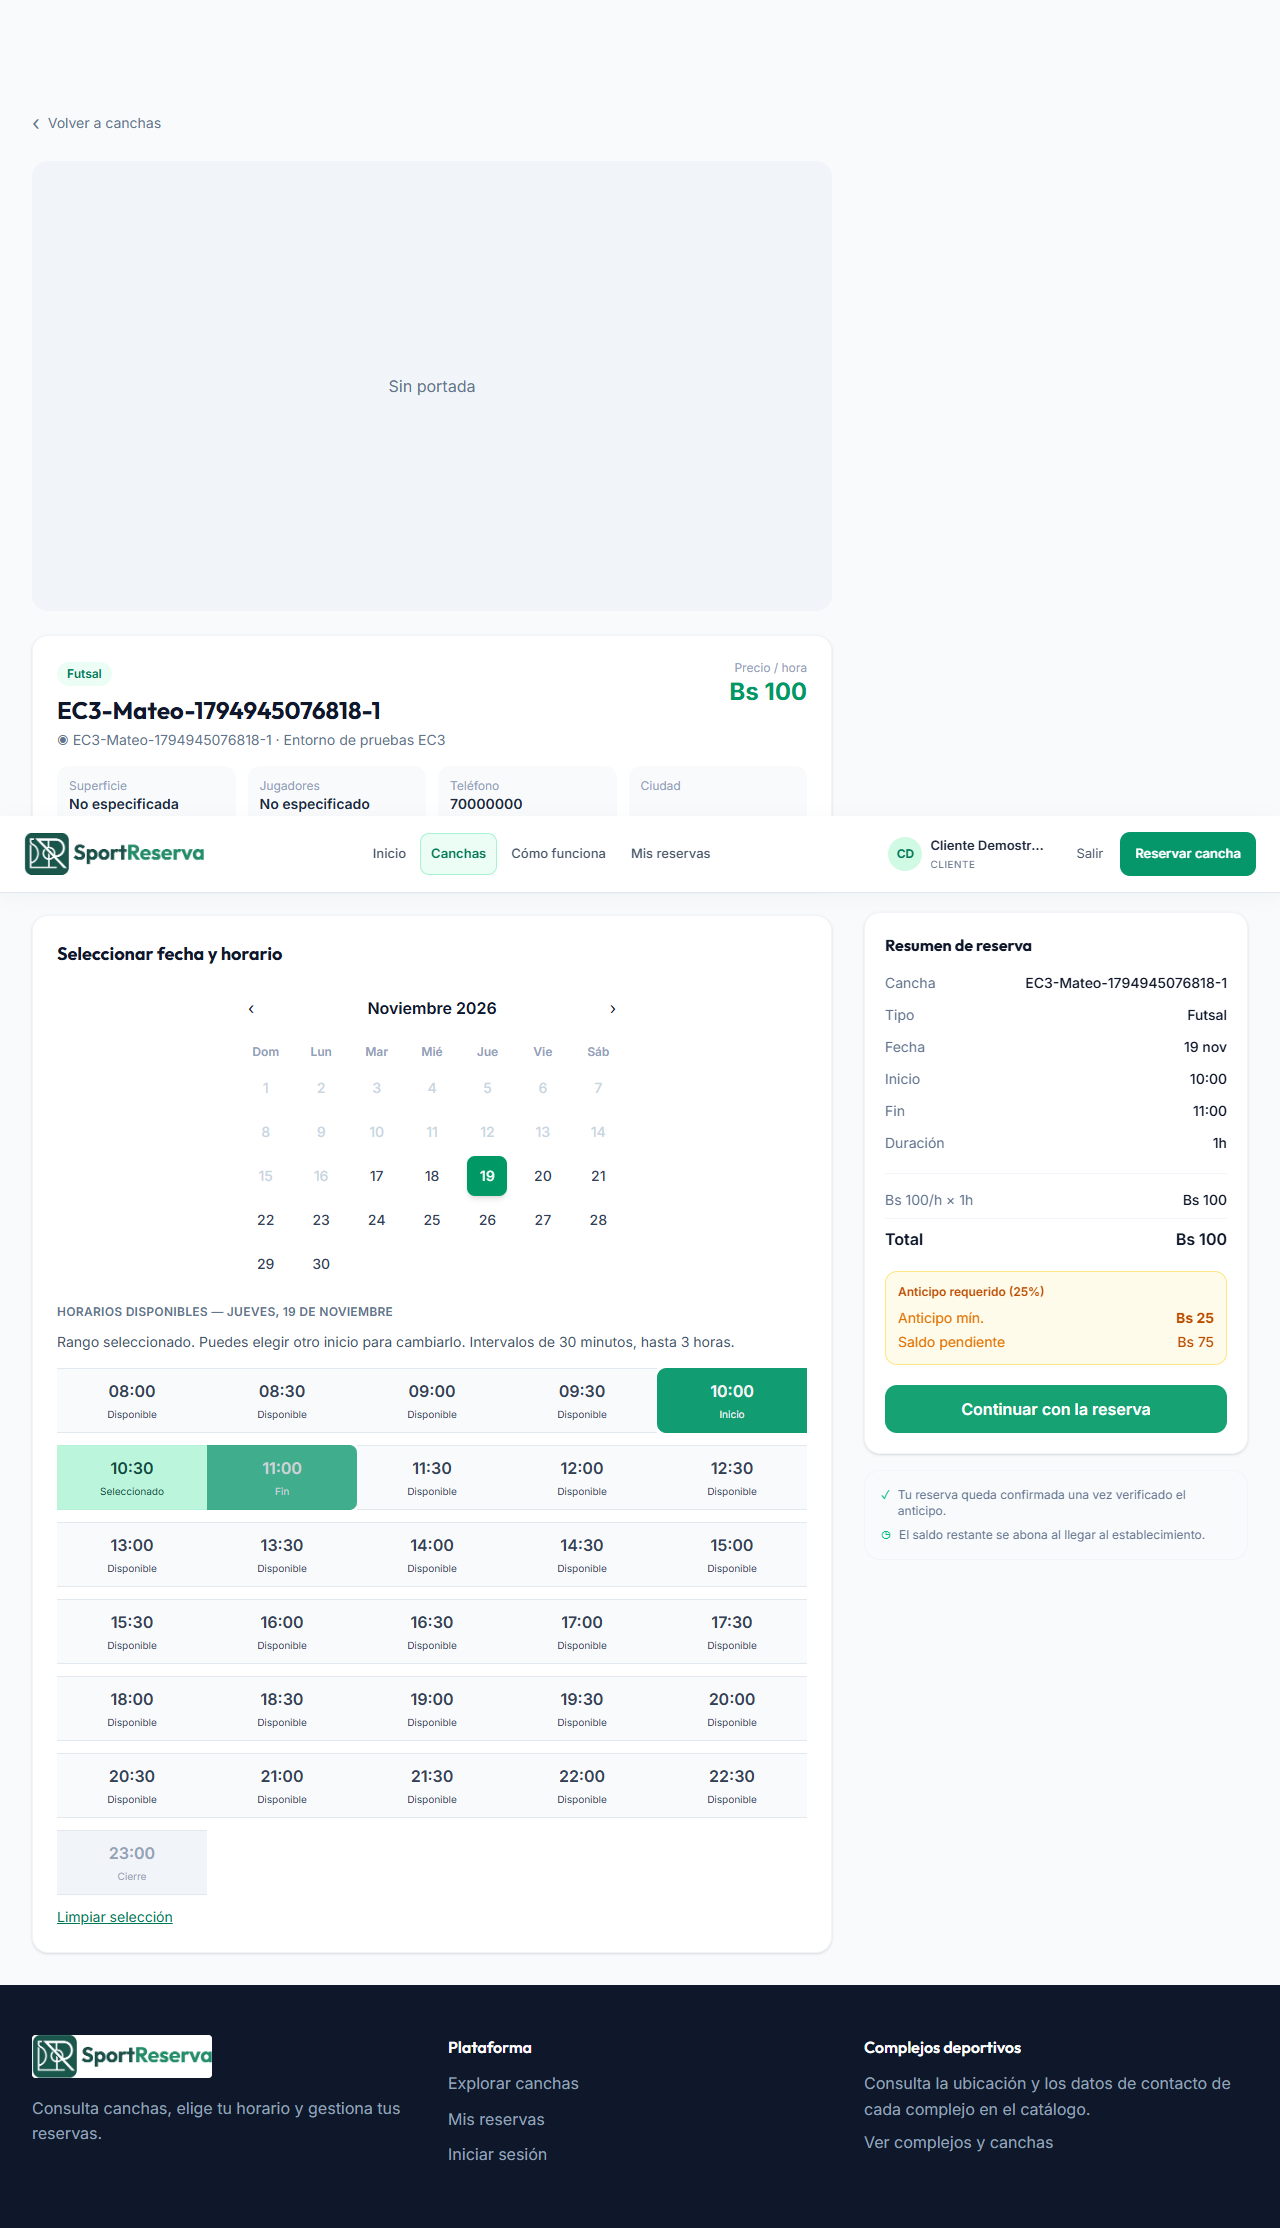 ‹ Volver a canchas
Sin portada
Futsal
Precio / hora
Bs 100
EC3-Mateo-1794945076818-1
◉ EC3-Mateo-1794945076818-1 · Entorno de pruebas EC3
Superficie Jugadores Teléfono Ciudad
No especificada No especificado 70000000
SportReserva Inicio Canchas Cómo funciona Mis reservas CD Cliente Demostr... CLIENTE Salir Reservar cancha
Seleccionar fecha y horario
‹ Noviembre 2026 ›
Dom Lun Mar Mié Jue Vie Sáb
1 2 3 4 5 6 7
8 9 10 11 12 13 14
15 16 17 18 19 20 21
22 23 24 25 26 27 28
29 30
HORARIOS DISPONIBLES — JUEVES, 19 DE NOVIEMBRE
Rango seleccionado. Puedes elegir otro inicio para cambiarlo. Intervalos de 30 minutos, hasta 3 horas.
08:00 08:30 09:00 09:30 10:00
Disponible Disponible Disponible Disponible Inicio
10:30 11:00 11:30 12:00 12:30
Seleccionado Fin Disponible Disponible Disponible
13:00 13:30 14:00 14:30 15:00
Disponible Disponible Disponible Disponible Disponible
15:30 16:00 16:30 17:00 17:30
Disponible Disponible Disponible Disponible Disponible
18:00 18:30 19:00 19:30 20:00
Disponible Disponible Disponible Disponible Disponible
20:30 21:00 21:30 22:00 22:30
Disponible Disponible Disponible Disponible Disponible
23:00
Cierre
Limpiar selección
Resumen de reserva
Cancha EC3-Mateo-1794945076818-1
Tipo Futsal
Fecha 19 nov
Inicio 10:00
Fin 11:00
Duración 1h
Bs 100/h × 1h Bs 100
Total Bs 100
Anticipo requerido (25%)
Anticipo mín. Bs 25
Saldo pendiente Bs 75
Continuar con la reserva
✓ Tu reserva queda confirmada una vez verificado el
anticipo.
◷ El saldo restante se abona al llegar al establecimiento.
SportReserva
Consulta canchas, elige tu horario y gestiona tus
reservas.
Plataforma
Explorar canchas
Mis reservas
Iniciar sesión
Complejos deportivos
Consulta la ubicación y los datos de contacto de
cada complejo en el catálogo.
Ver complejos y canchas